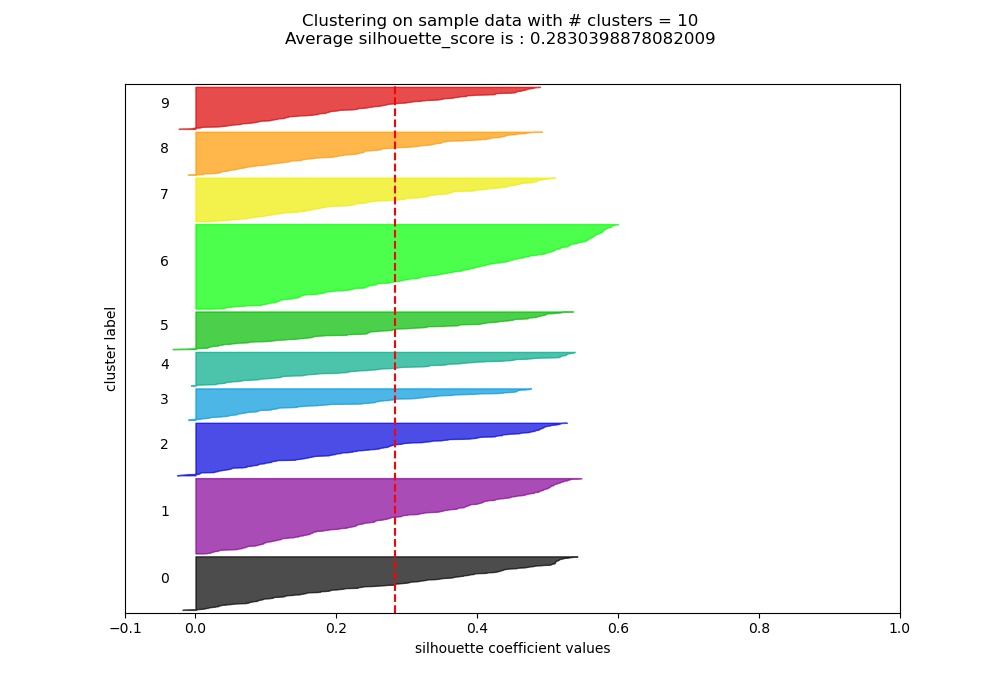 Clustering on sample data with # clusters = 10
Average silhouette_score is : 0.2830398878082009
9
8
7
6
5
4
3
2
1
0
cluster label
−0.1 0.0 0.2 0.4 0.6 0.8 1.0
silhouette coefficient values